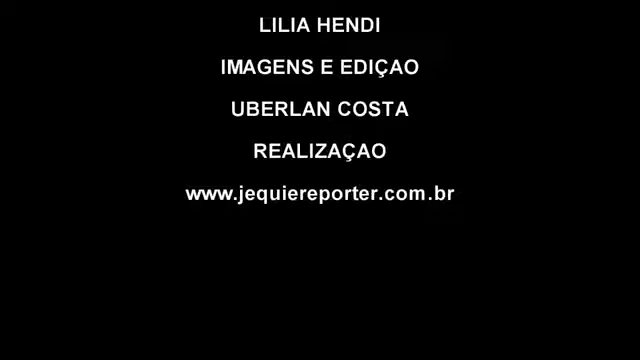 LILIA HENDI
IMAGENS E EDIÇAO
UBERLAN COSTA
REALIZAÇAO
www.jequiereporter.com.br